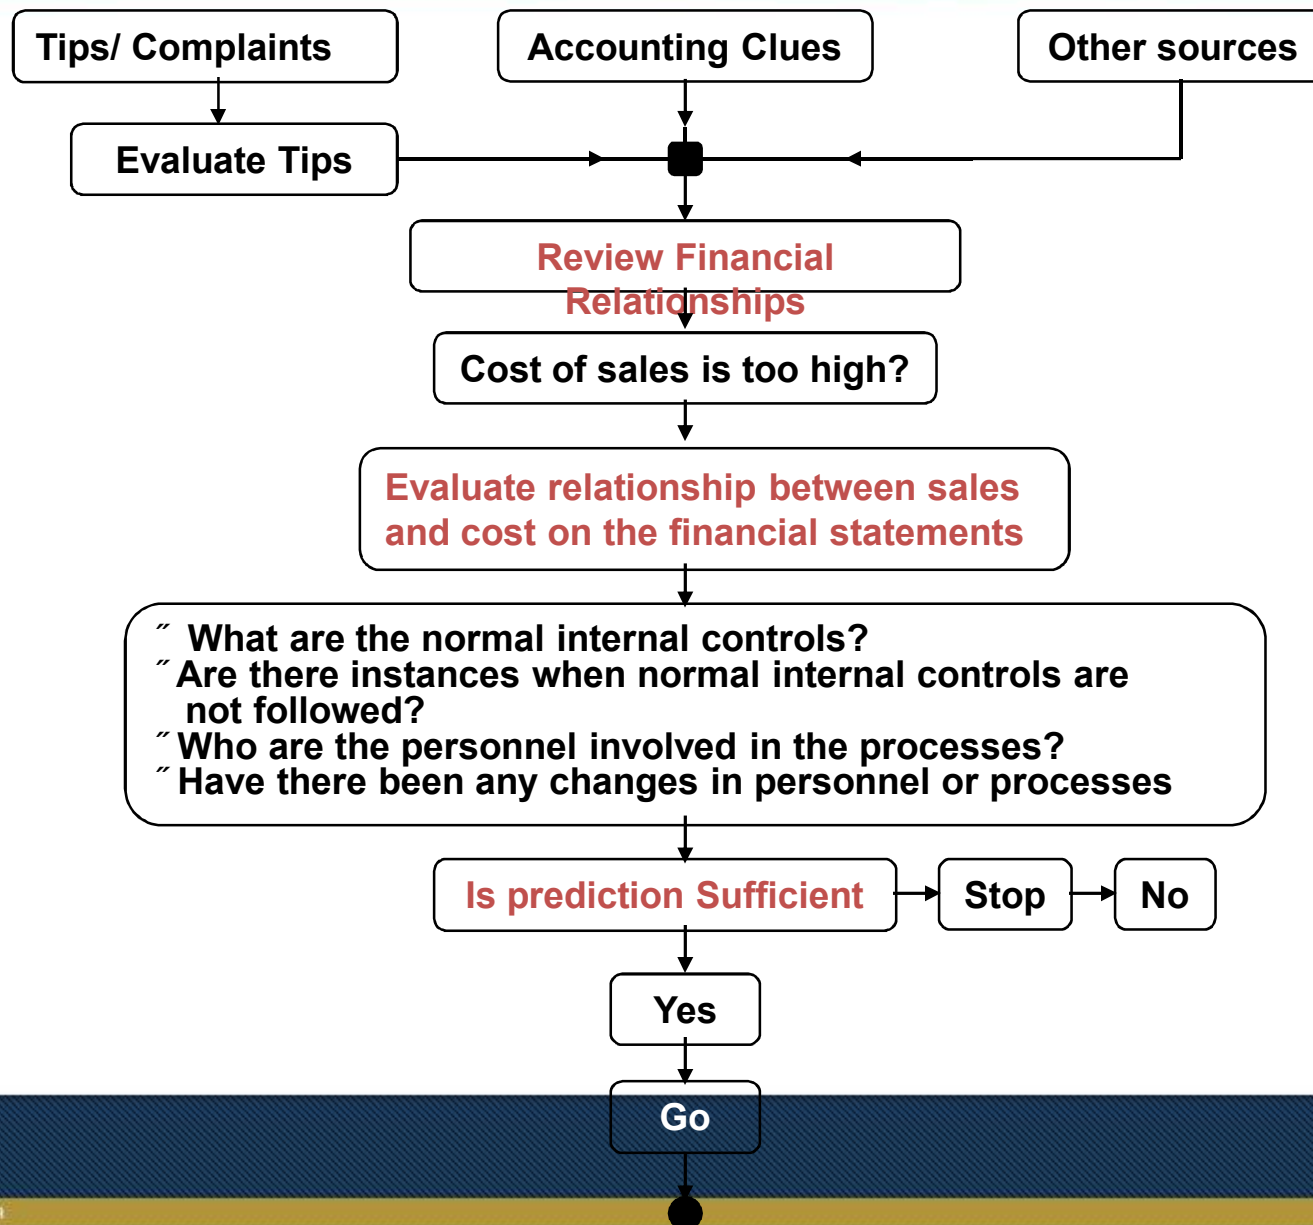 Tips/ Complaints
Accounting Clues
Other sources
Evaluate Tips
Review Financial
Relationships
Cost of sales is too high?
Evaluate relationship between sales
and cost on the financial statements
˝ What are the normal internal controls?
˝ Are there instances when normal internal controls are
not followed?
˝ Who are the personnel involved in the processes?
˝ Have there been any changes in personnel or processes
Is prediction Sufficient
Stop
No
Yes
Go